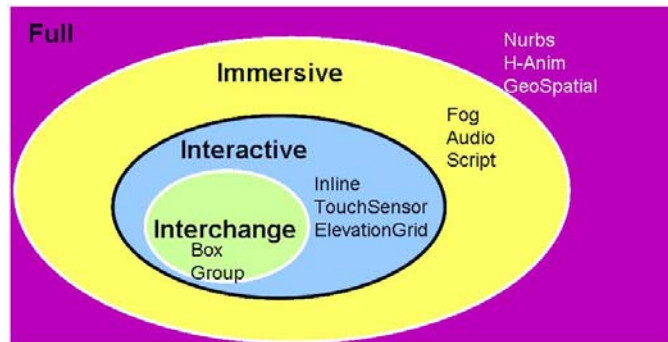 Full
Immersive
Nurbs
H-Anim
GeoSpatial
Fog
Audio
Script
Interactive
Inline
TouchSensor
ElevationGrid
Interchange
Box
Group